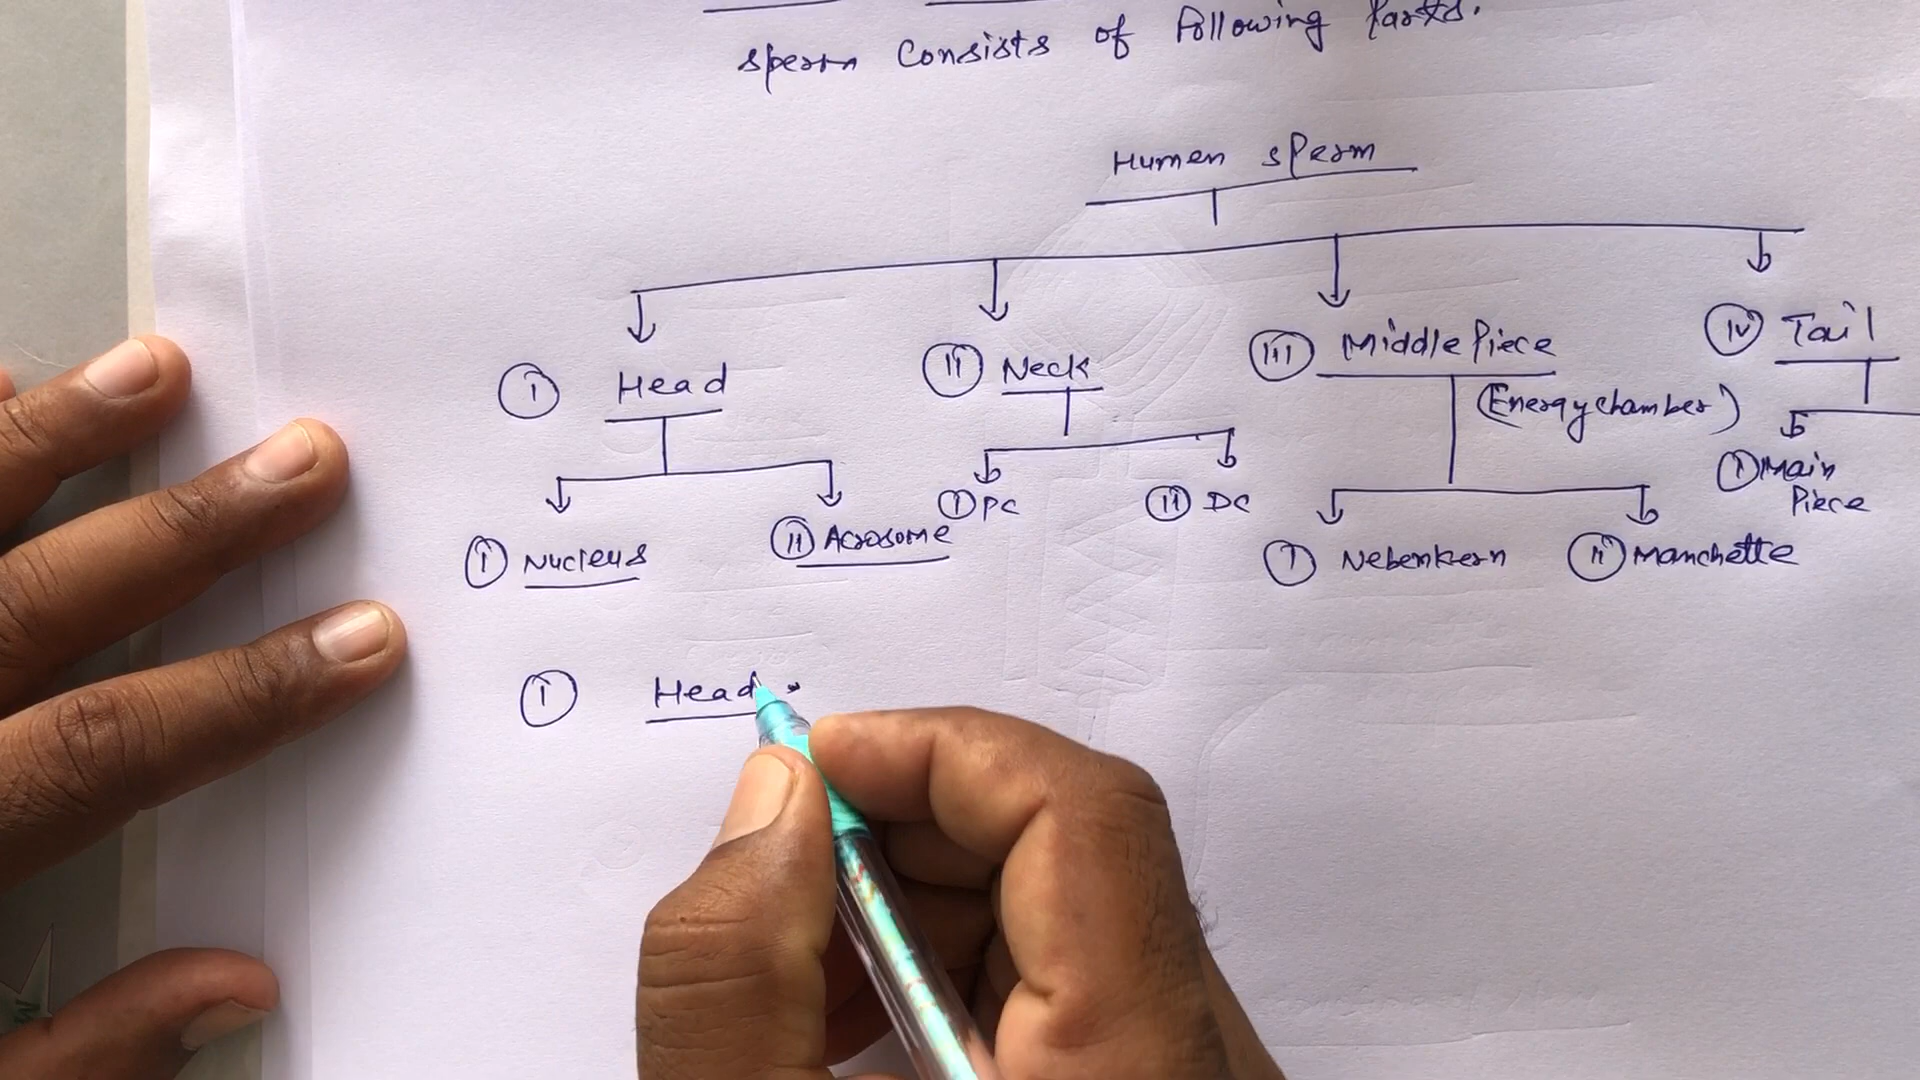 sperm Consists of Following Parts.
Humen sperm
I Head
II Neck
III Middle Piece
(Energy chamber)
IV Tail
I Nucleus
II Acrosome
I PC
II DC
I Nebenkern
II Manchette
I Main
Piece
I Head